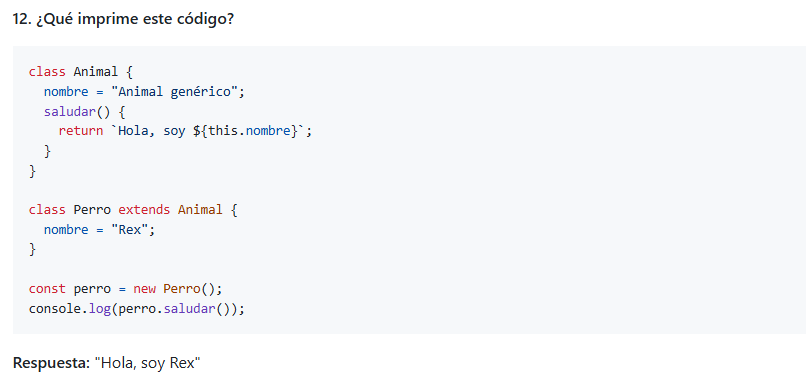 12. ¿Qué imprime este código?
class Animal {
  nombre = "Animal genérico";
  saludar() {
    return `Hola, soy ${this.nombre}`;
  }
}
class Perro extends Animal {
  nombre = "Rex";
}
const perro = new Perro();
console.log(perro.saludar());
Respuesta: "Hola, soy Rex"